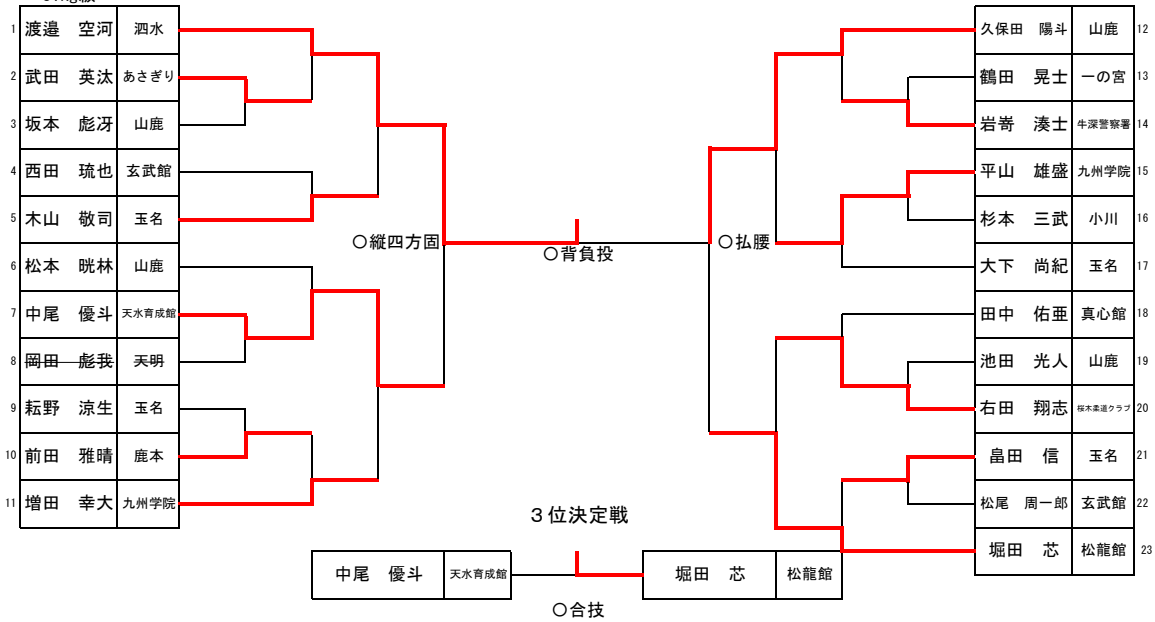 1 渡邉 空河 泗水
2 武田 英汰 あさぎり
3 坂本 彪冴 山鹿
4 西田 琉也 玄武館
5 木山 敬司 玉名
6 松本 晄林 山鹿
7 中尾 優斗 天水育成館
8 岡田 彪我 天明
9 耘野 涼生 玉名
10 前田 雅晴 鹿本
11 増田 幸大 九州学院
○縦四方固
○背負投
○払腰
久保田 陽斗 山鹿 12
鶴田 晃士 一の宮 13
岩嵜 湊士 牛深警察署 14
平山 雄盛 九州学院 15
杉本 三武 小川 16
大下 尚紀 玉名 17
田中 佑亜 真心館 18
池田 光人 山鹿 19
右田 翔志 桜木柔道クラブ 20
畠田 信 玉名 21
松尾 周一郎 玄武館 22
堀田 芯 松龍館 23
3位決定戦
中尾 優斗 天水育成館
堀田 芯 松龍館
○合技